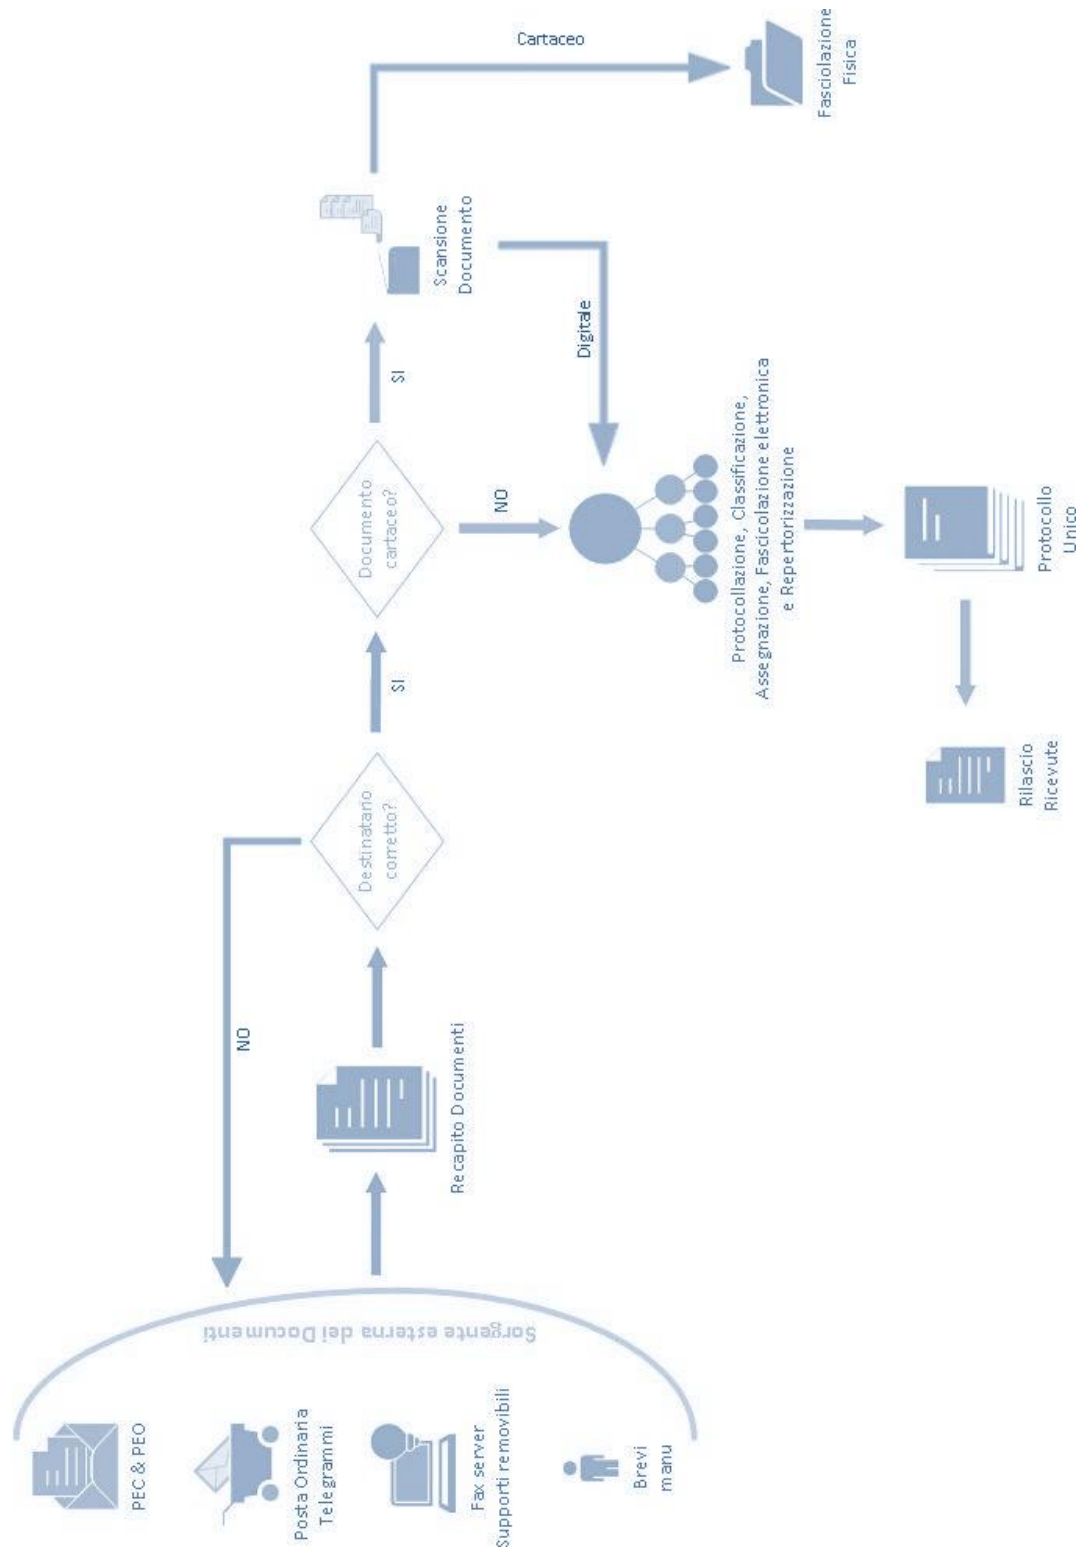 PEC & PEO
Posta Ordinaria
Telegrammi
Fax server
Supporti removibili
Brevi
manu
Sorgente esterna dei Documenti
Recapito Documenti
NO
Destinatario
corretto?
SI
Documento
cartaceo?
SI
NO
Scansione
Documento
Cartaceo
Fasciolazione
Fisica
Digitale
Protocollazione, Classificazione,
Assegnazione, Fascicolazione elettronica
e Repertorizzazione
Protocollo
Unico
Rilascio
Ricevute